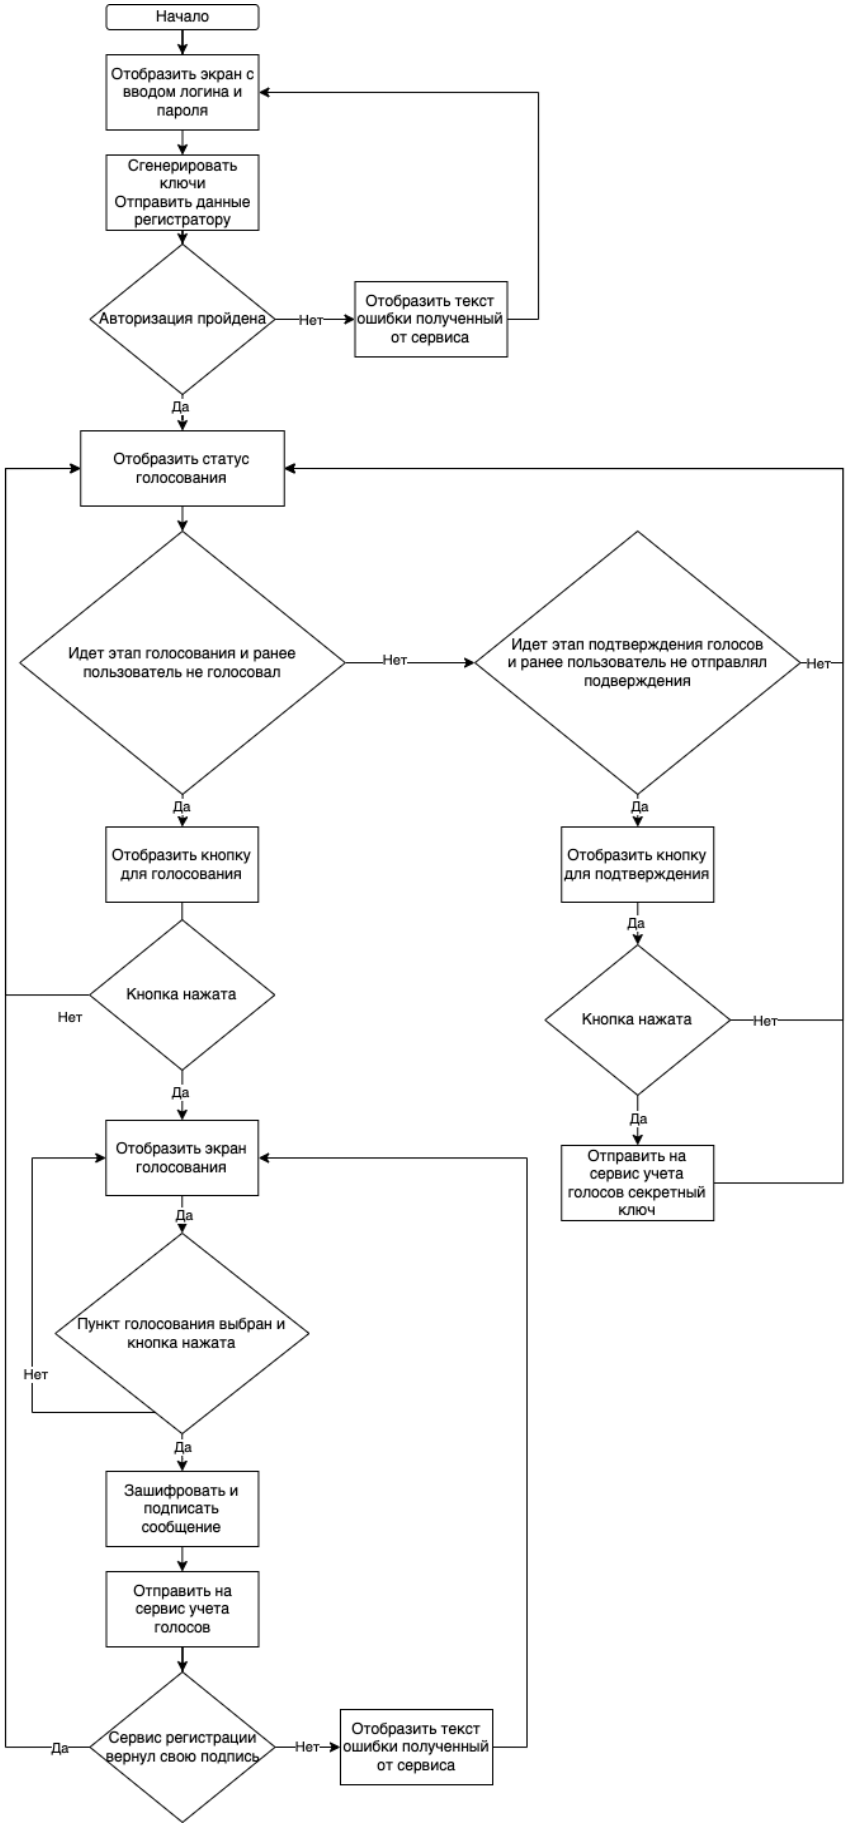 Начало
Отобразить экран с
вводом логина и
пароля
Сгенерировать
ключи
Отправить данные
регистратору
Авторизация пройдена
Нет
Отобразить текст
ошибки полученный
от сервиса
Да
Отобразить статус
голосования
Идет этап голосования и ранее
пользователь не голосовал
Нет
Идет этап подтверждения голосов
и ранее пользователь не отправлял
подверждения
Нет
Да
Да
Отобразить кнопку
для голосования
Отобразить кнопку
для подтверждения
Да
Кнопка нажата
Нет
Кнопка нажата
Нет
Да
Да
Отобразить экран
голосования
Отправить на
сервис учета
голосов секретный
ключ
Да
Пункт голосования выбран и
кнопка нажата
Нет
Да
Зашифровать и
подписать
сообщение
Отправить на
сервис учета
голосов
Сервис регистрации
вернул свою подпись
Да
Нет
Отобразить текст
ошибки полученный
от сервиса